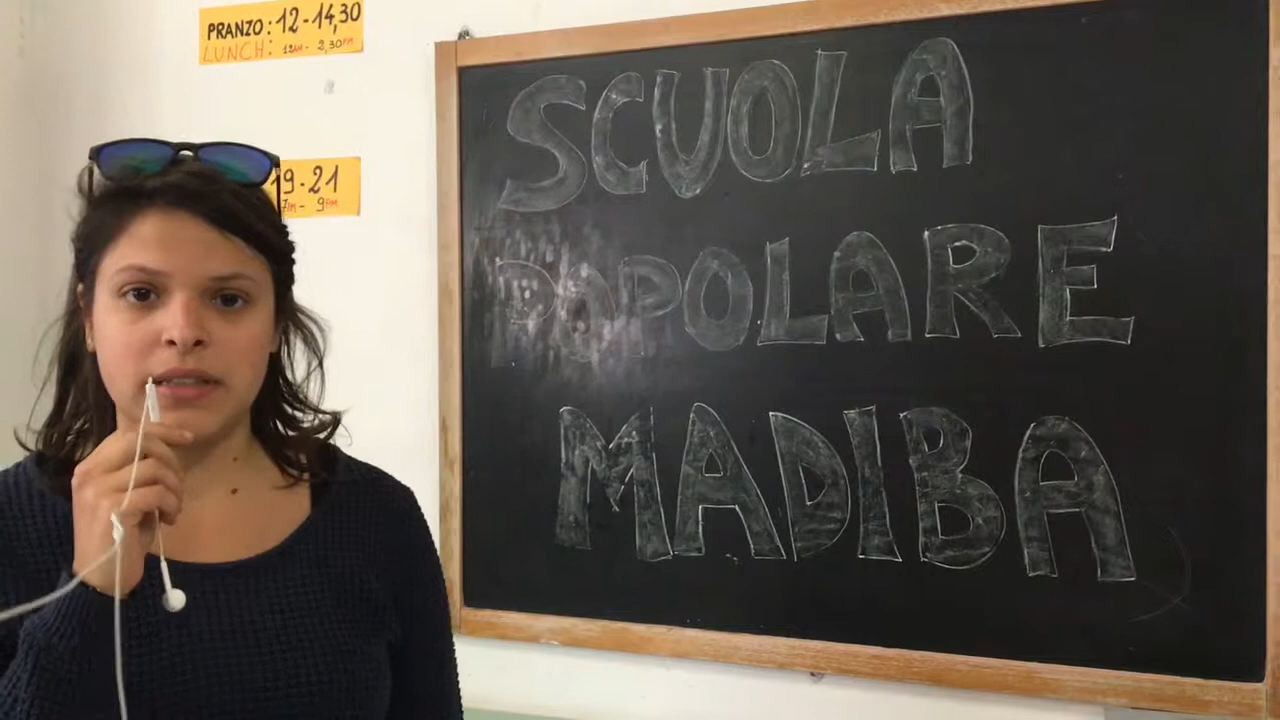 PRANZO: 12-14,30
LUNCH: 12AM- 2,30PM
19-21
7PM- 9PM
SCUOLA
POPOLARE
MADIBA